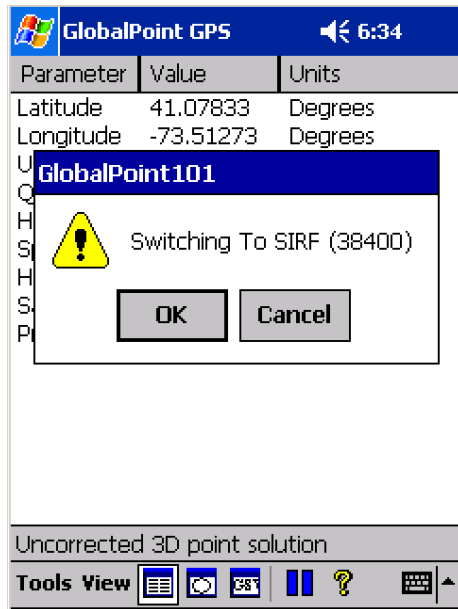 GlobalPoint GPS 6:34
Parameter Value Units
Latitude 41.07833 Degrees
Longitude -73.51273 Degrees
GlobalPoint101
Switching To SIRF (38400)
OK Cancel
Uncorrected 3D point solution
Tools View